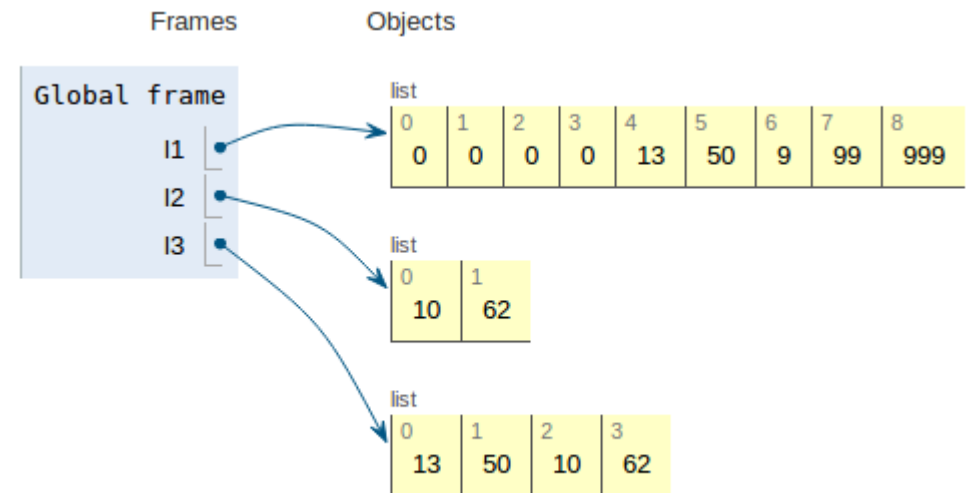 Frames Objects
Global frame
l1
l2
l3
list
0 1 2 3 4 5 6 7 8
0 0 0 0 13 50 9 99 999
list
0 1
10 62
list
0 1 2 3
13 50 10 62